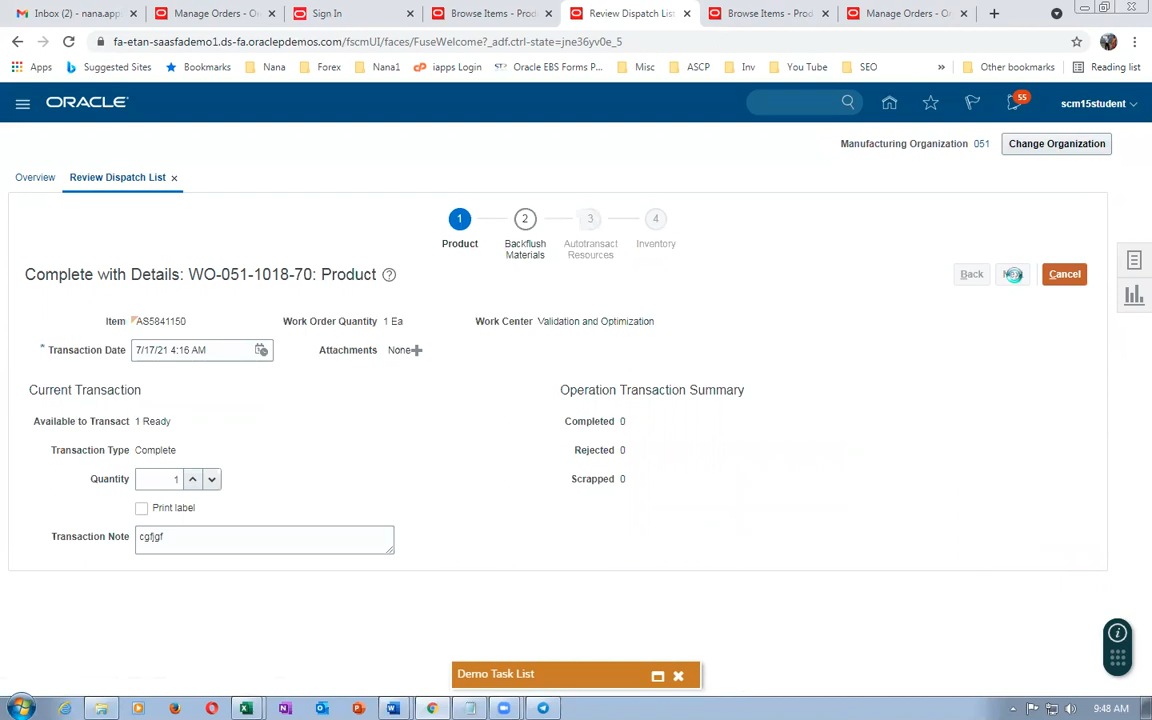 Inbox (2) - nana.app
Manage Orders - Or
Sign In
Browse Items - Prod
Review Dispatch List
Browse Items - Prod
Manage Orders - Or
fa-etan-saasfademo1.ds-fa.oraclepdemos.com/fscmUI/faces/FuseWelcome?_adf.ctrl-state=jne36yv0e_5
Apps Suggested Sites Bookmarks Nana Forex Nana1 iapps Login Oracle EBS Forms P... Misc ASCP Inv You Tube SEO » Other bookmarks Reading list
ORACLE 55 scm15student
Manufacturing Organization 051 Change Organization
Overview Review Dispatch List
1 2 3 4
Product Backflush Materials Autotransact Resources Inventory
Complete with Details: WO-051-1018-70: Product Back Cancel
Item AS5841150 Work Order Quantity 1 Ea Work Center Validation and Optimization
* Transaction Date 7/17/21 4:16 AM Attachments None
Current Transaction Operation Transaction Summary
Available to Transact 1 Ready Completed 0
Transaction Type Complete Rejected 0
Quantity 1 Scrapped 0
Print label
Transaction Note cgfjgf
Demo Task List
9:48 AM